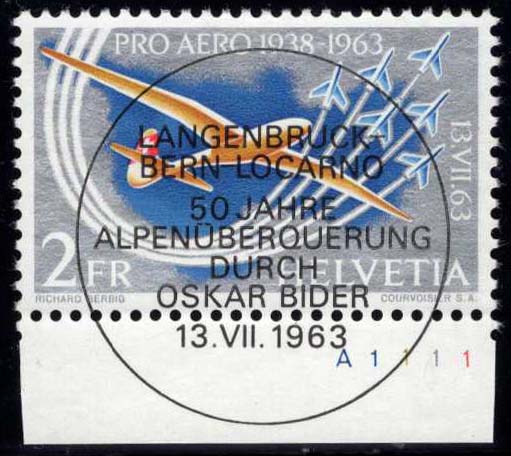 PRO AERO 1938-1963
LANGENBRUCK-
BERN-LOCARNO
50 JAHRE
ALPENÜBERQUERUNG
DURCH
OSKAR BIDER
13.VII.1963
13.VII.63
2 FR
HELVETIA
RICHARD GERBIG
COURVOISIER S.A.
A 1 1 1 1